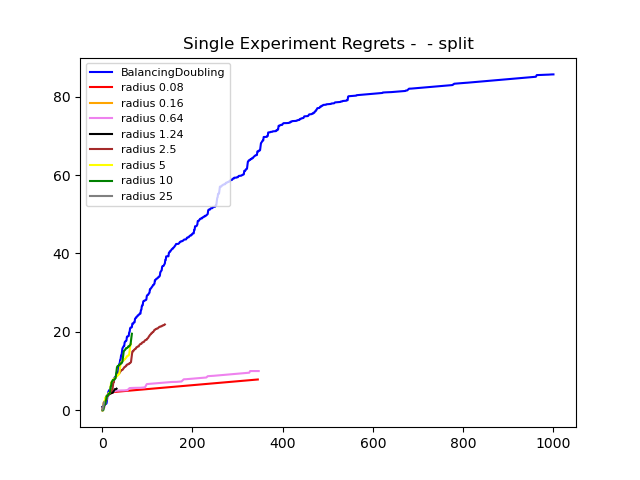 Single Experiment Regrets -  - split
BalancingDoubling
radius 0.08
radius 0.16
radius 0.64
radius 1.24
radius 2.5
radius 5
radius 10
radius 25
80
60
40
20
0
0 200 400 600 800 1000